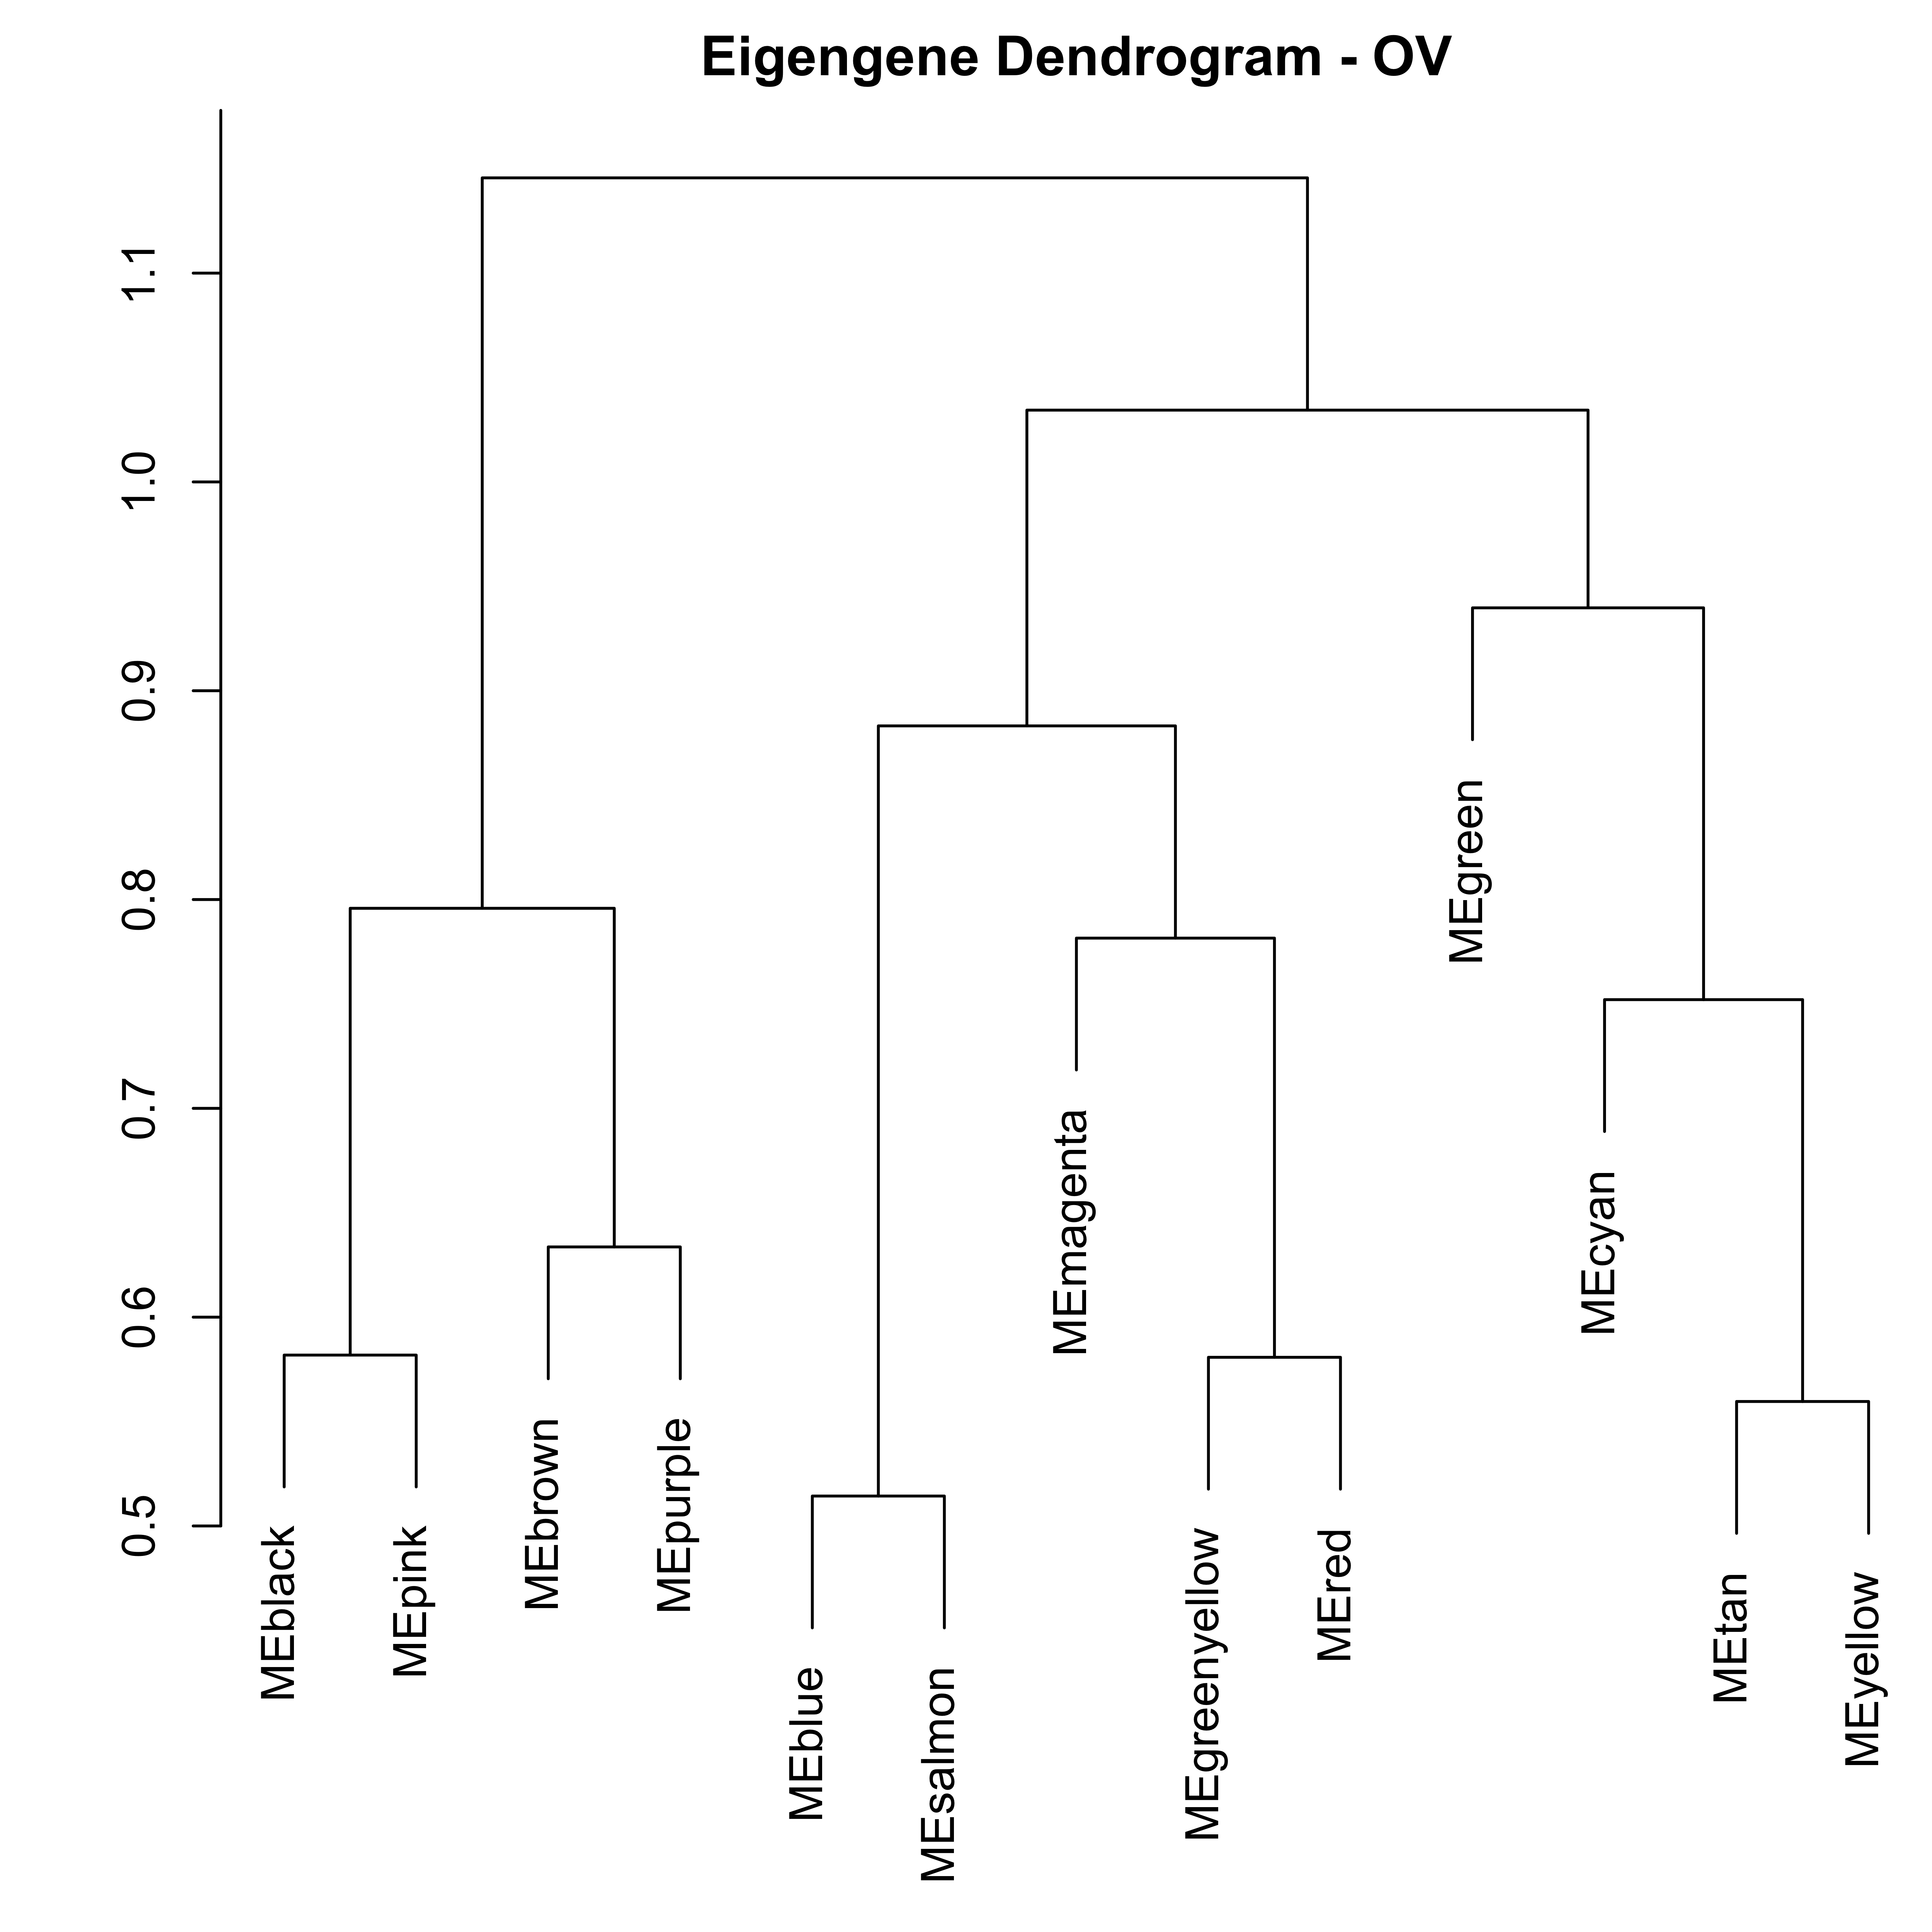 Eigengene Dendrogram - OV
1.1
1.0
0.9
0.8
0.7
0.6
0.5
MEblack
MEpink
MEbrown
MEpurple
MEblue
MEsalmon
MEmagenta
MEgreenyellow
MEred
MEgreen
MEcyan
MEtan
MEyellow